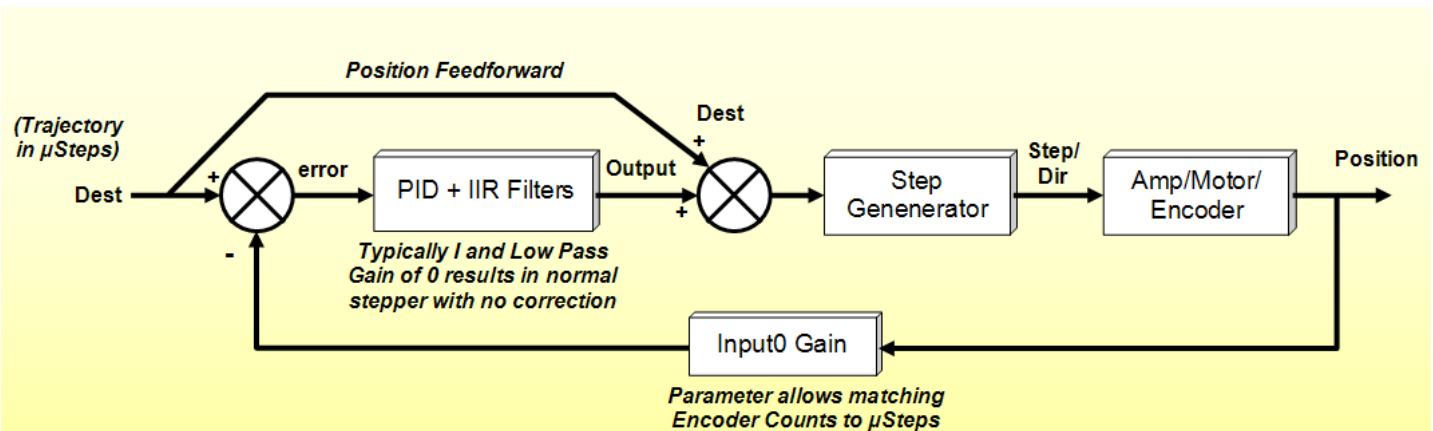 Position Feedforward
(Trajectory
in µSteps)
Dest
+
-
error
PID + IIR Filters
Typically I and Low Pass
Gain of 0 results in normal
stepper with no correction
Output
Dest
+
+
Step
Genenerator
Step/
Dir
Amp/Motor/
Encoder
Position
Input0 Gain
Parameter allows matching
Encoder Counts to µSteps